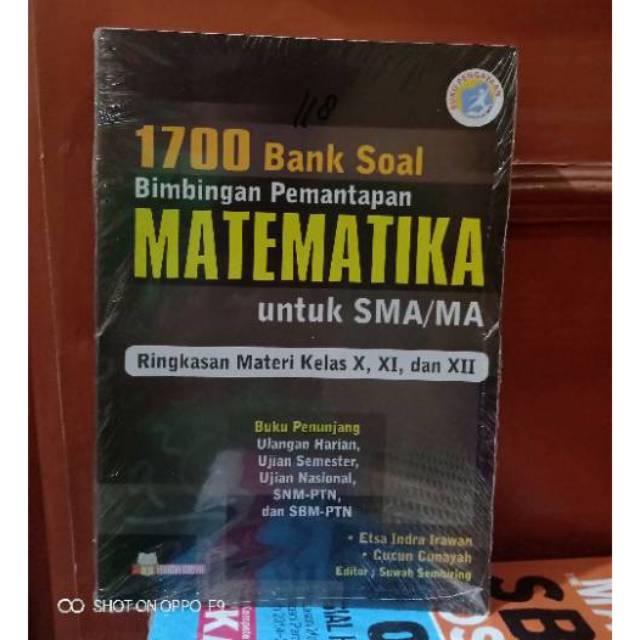 118
BUKU PENGAYAAN
1700 Bank Soal
Bimbingan Pemantapan
MATEMATIKA
untuk SMA/MA
Ringkasan Materi Kelas X, XI, dan XII
Buku Penunjang
Ulangan Harian,
Ujian Semester,
Ujian Nasional,
SNM-PTN,
dan SBM-PTN
• Etsa Indra Irawan
• Cucun Cunayah
Editor : Suwah Sembiring
SHOT ON OPPO F9